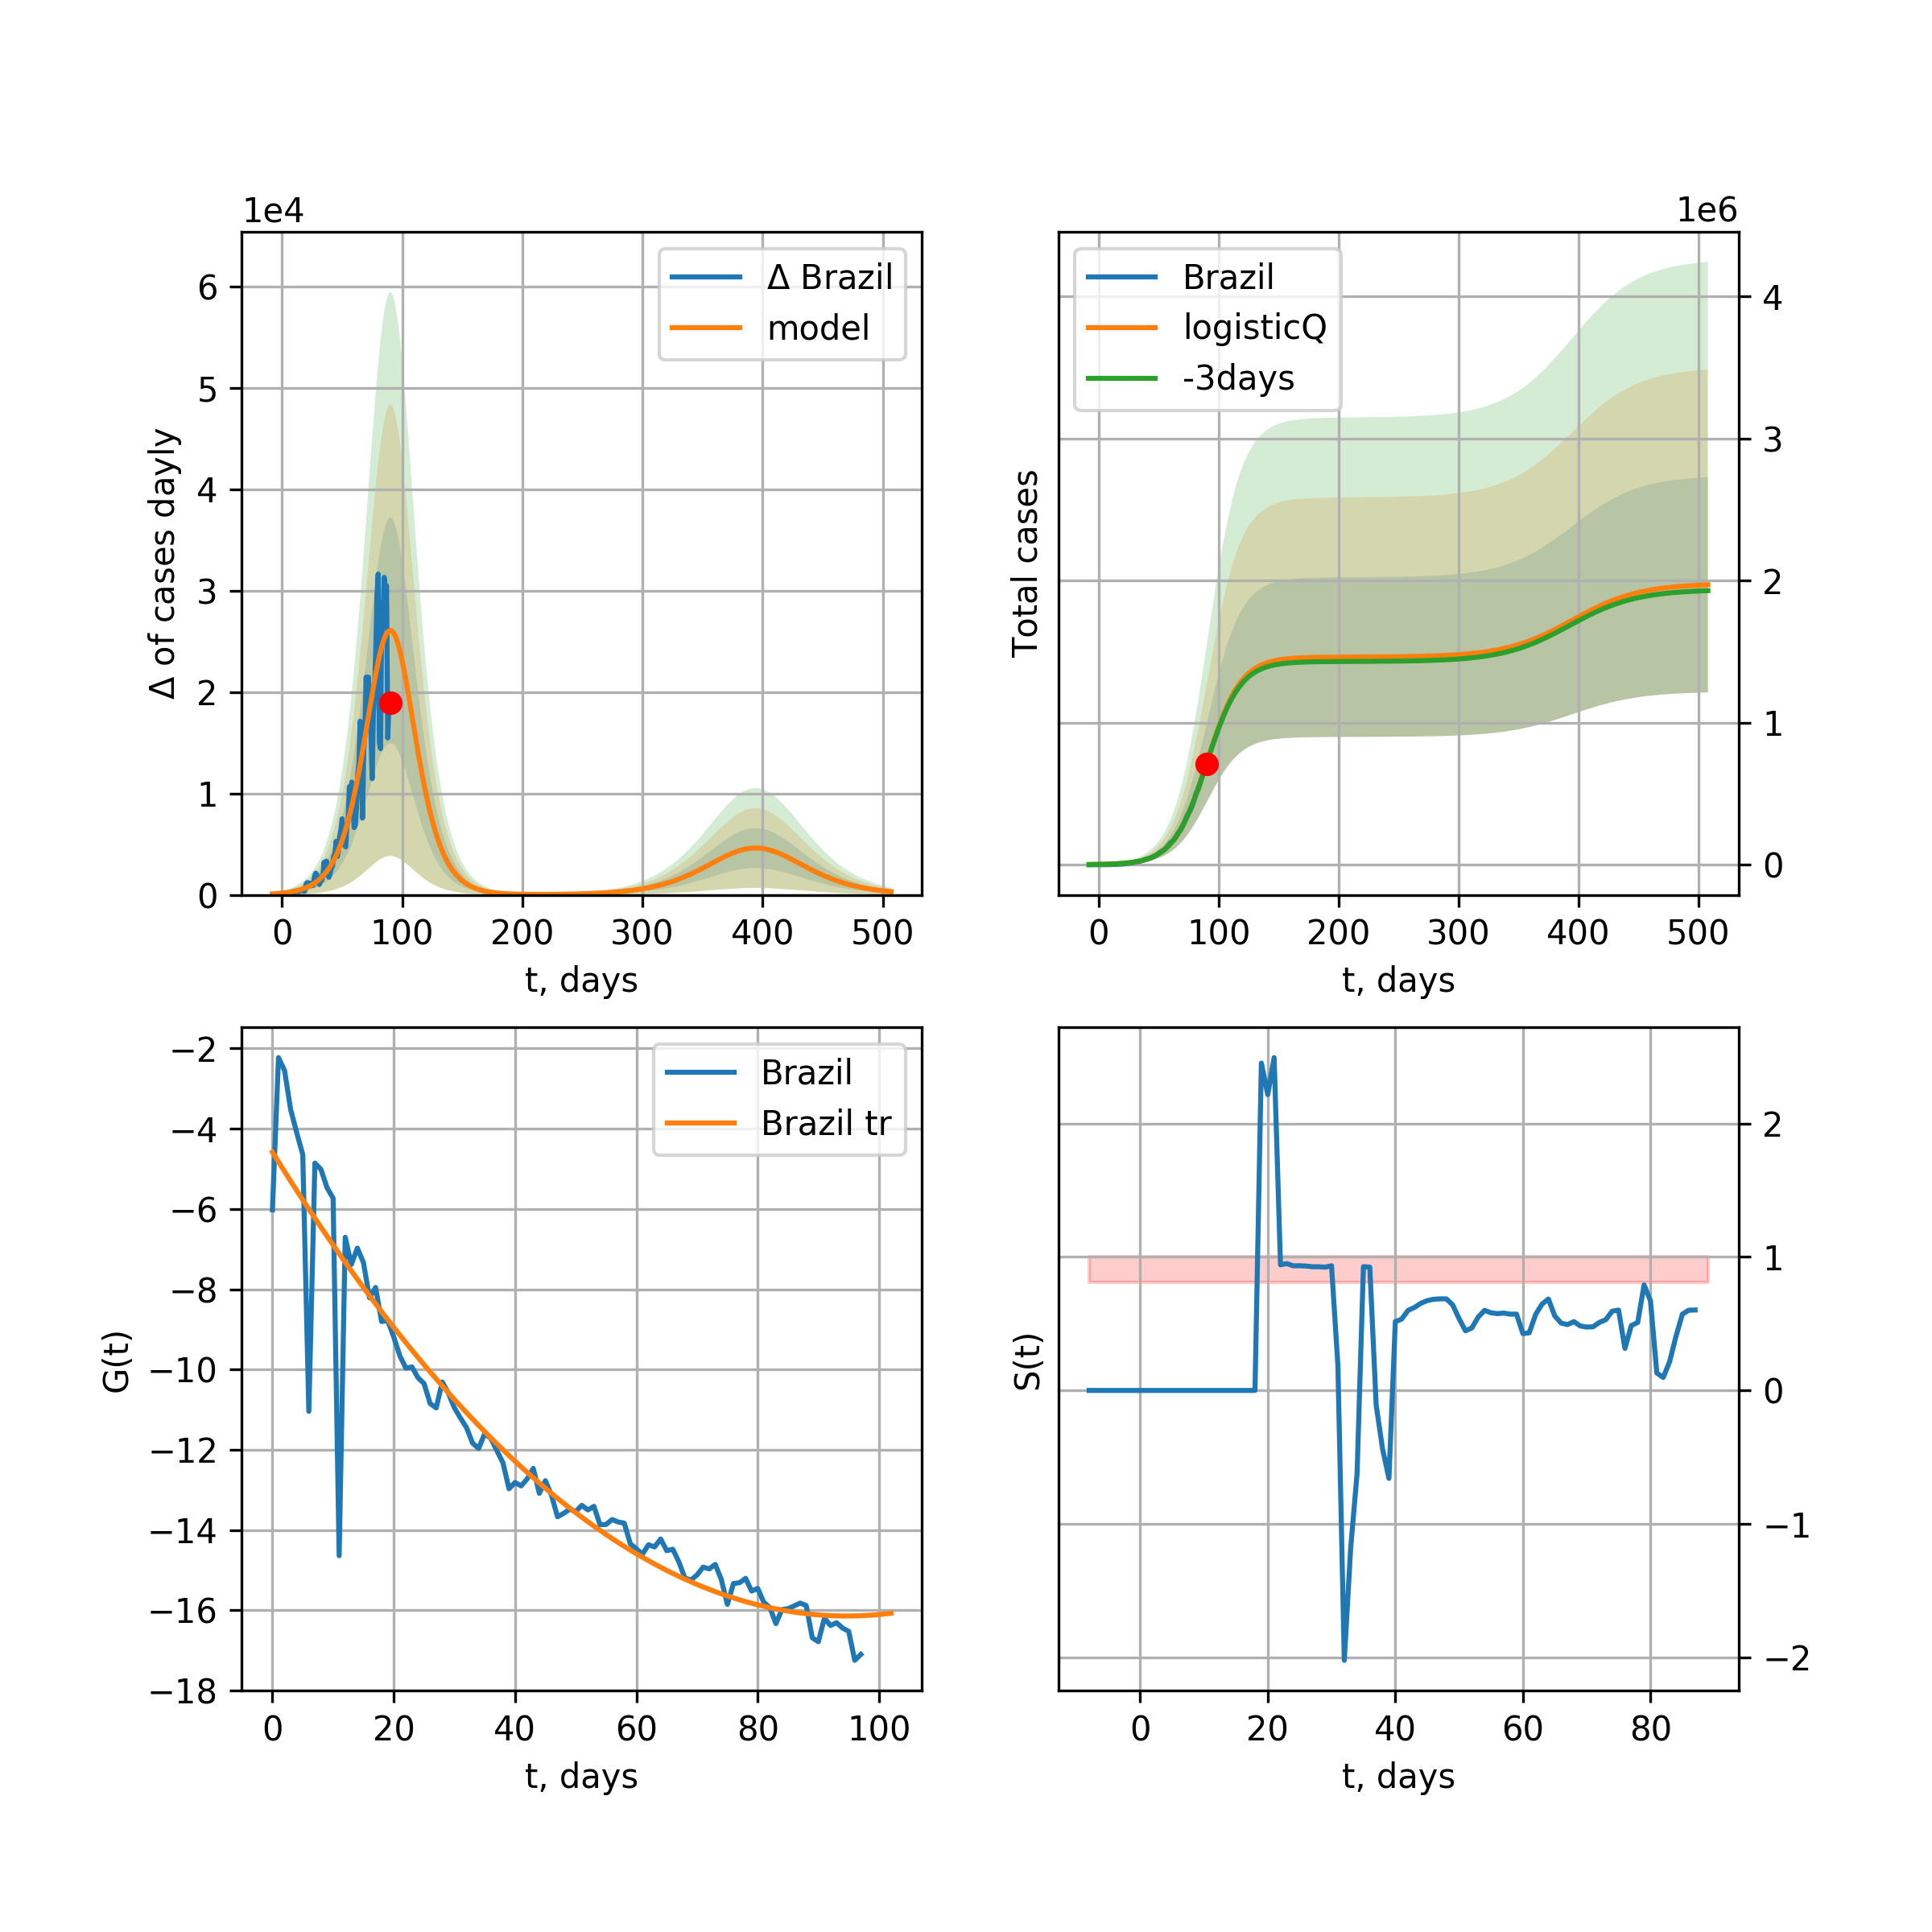 1e4
Δ Brazil
model
6
5
4
3
2
1
0
Δ of cases dayly
0 100 200 300 400 500
t, days
1e6
Brazil
logisticQ
-3days
4
3
2
1
0
Total cases
0 100 200 300 400 500
t, days
Brazil
Brazil tr
−2
−4
−6
−8
−10
−12
−14
−16
−18
G(t)
0 20 40 60 80 100
t, days
2
1
0
−1
−2
S(t)
0 20 40 60 80
t, days